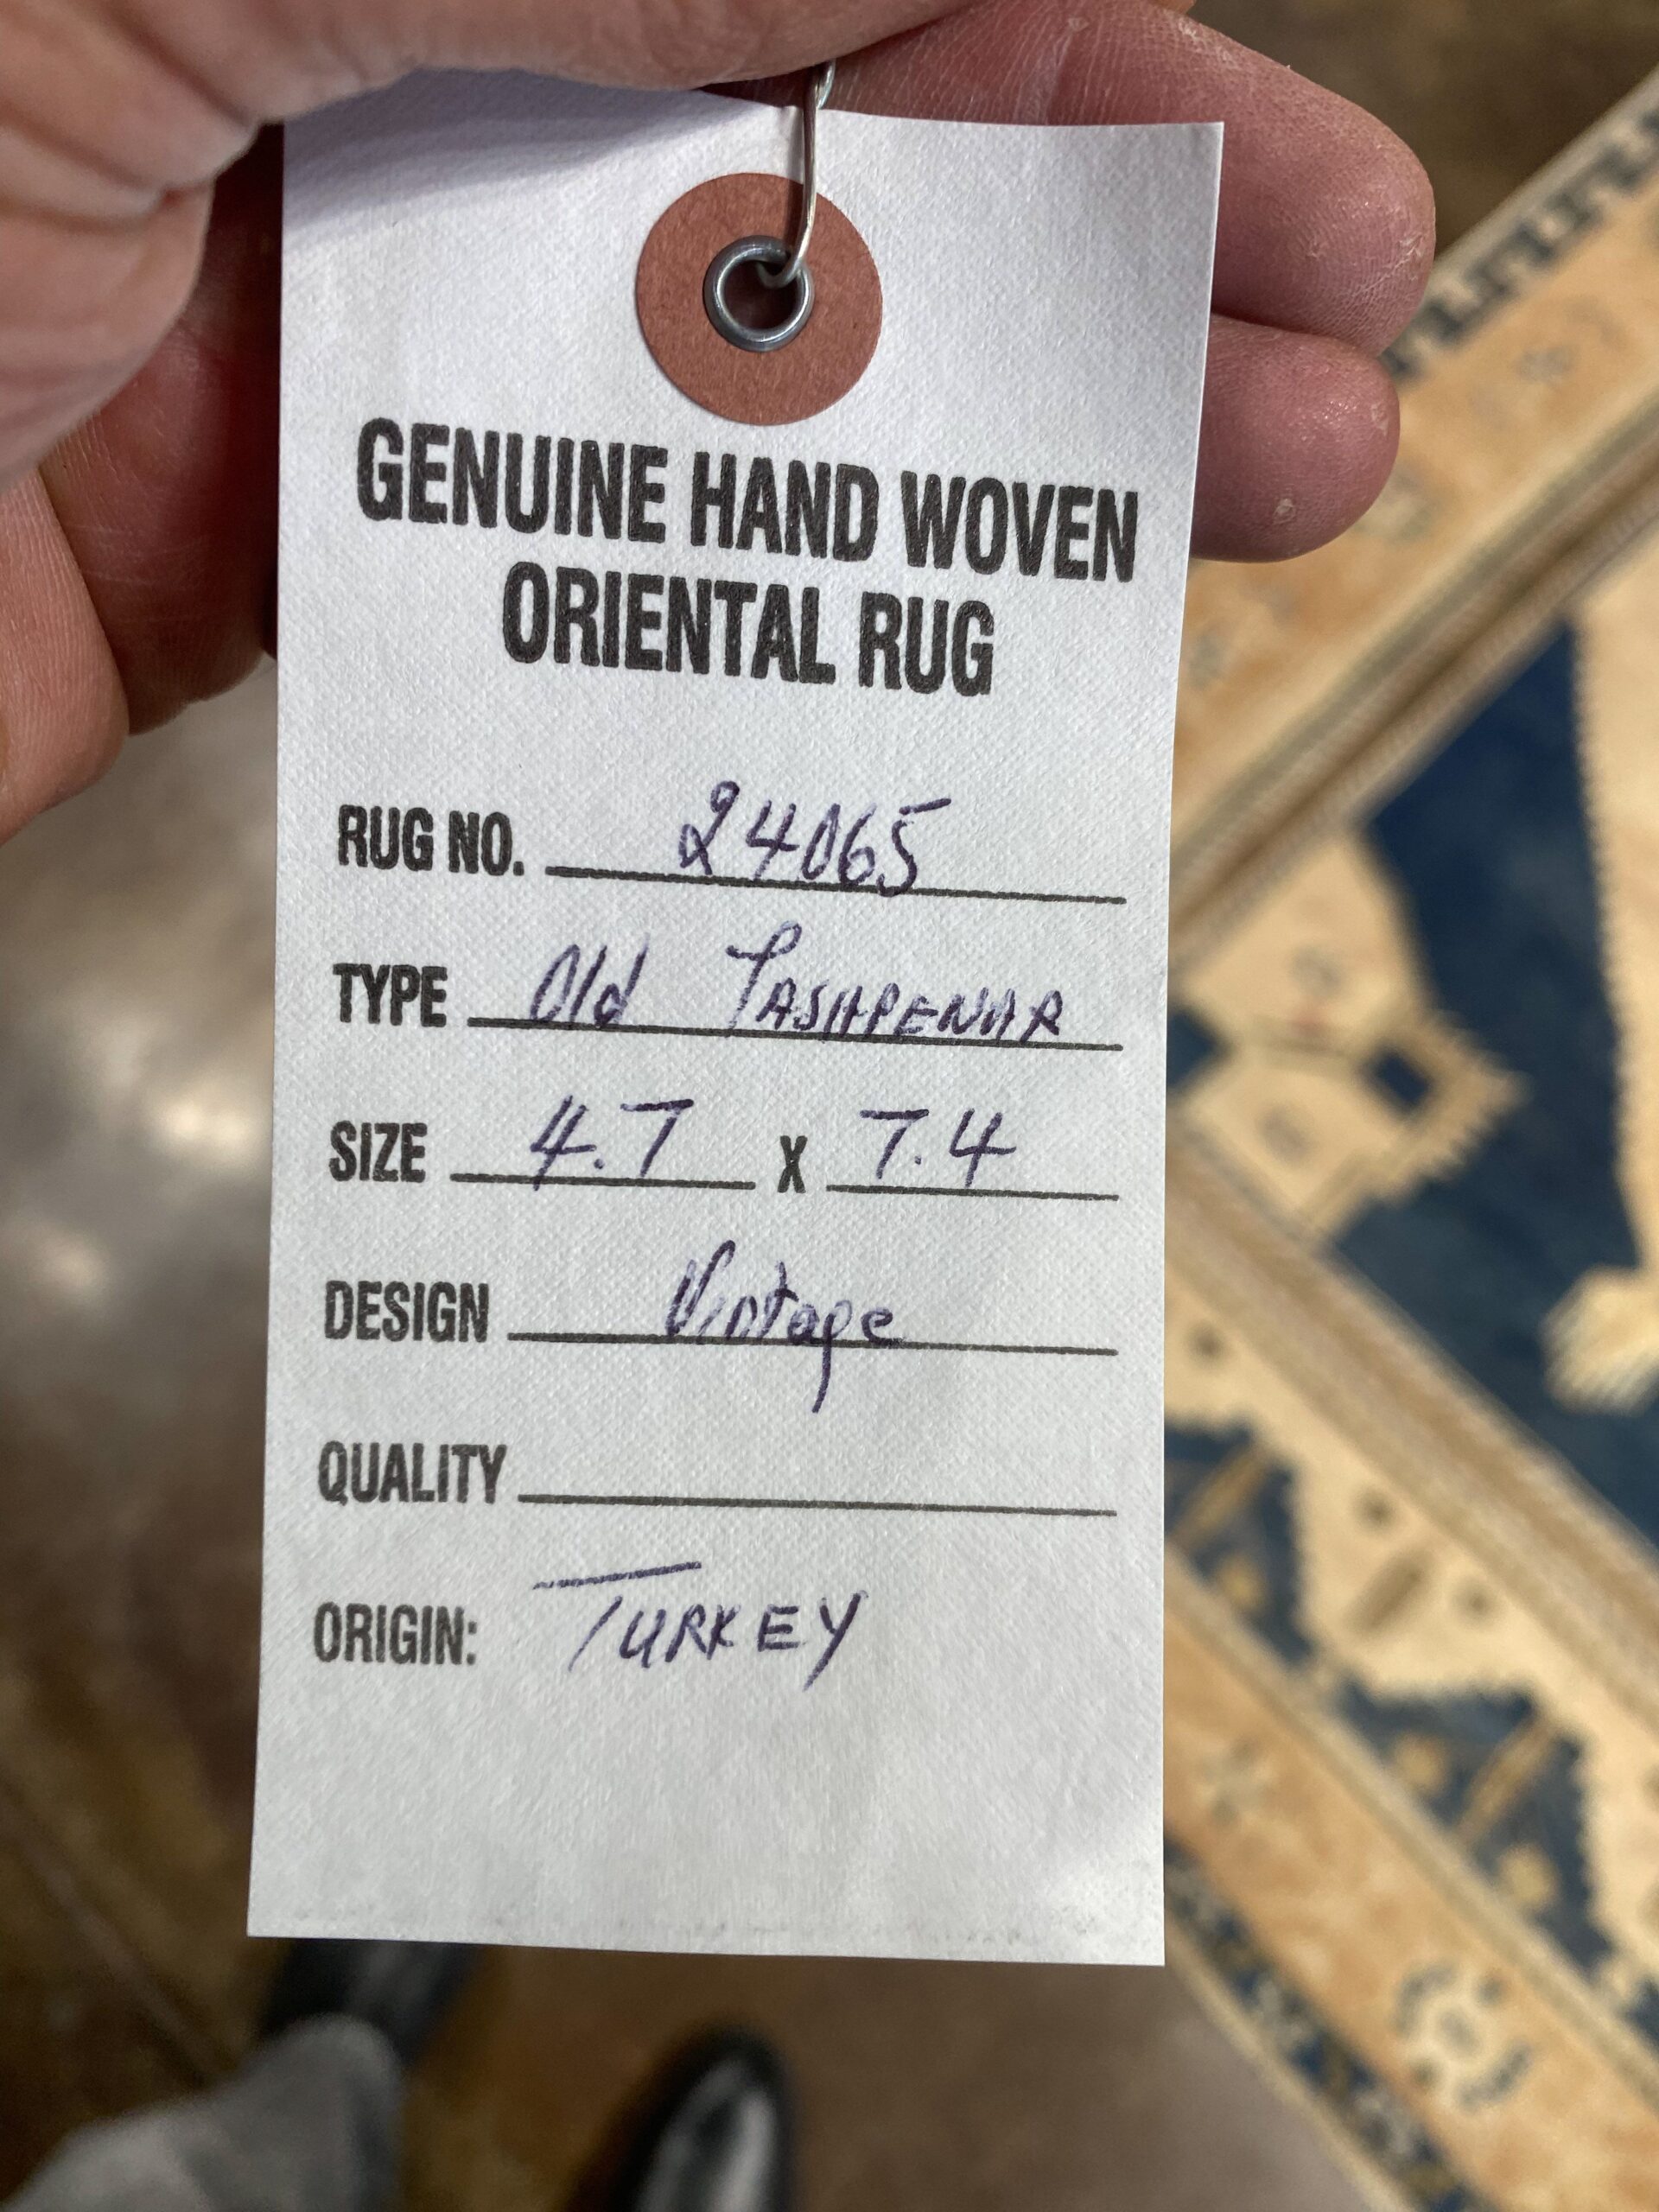 GENUINE HAND WOVEN
ORIENTAL RUG
RUG NO. 24065
TYPE Old TASHPENAR
SIZE 4.7 X 7.4
DESIGN Vintage
QUALITY
ORIGIN: TURKEY